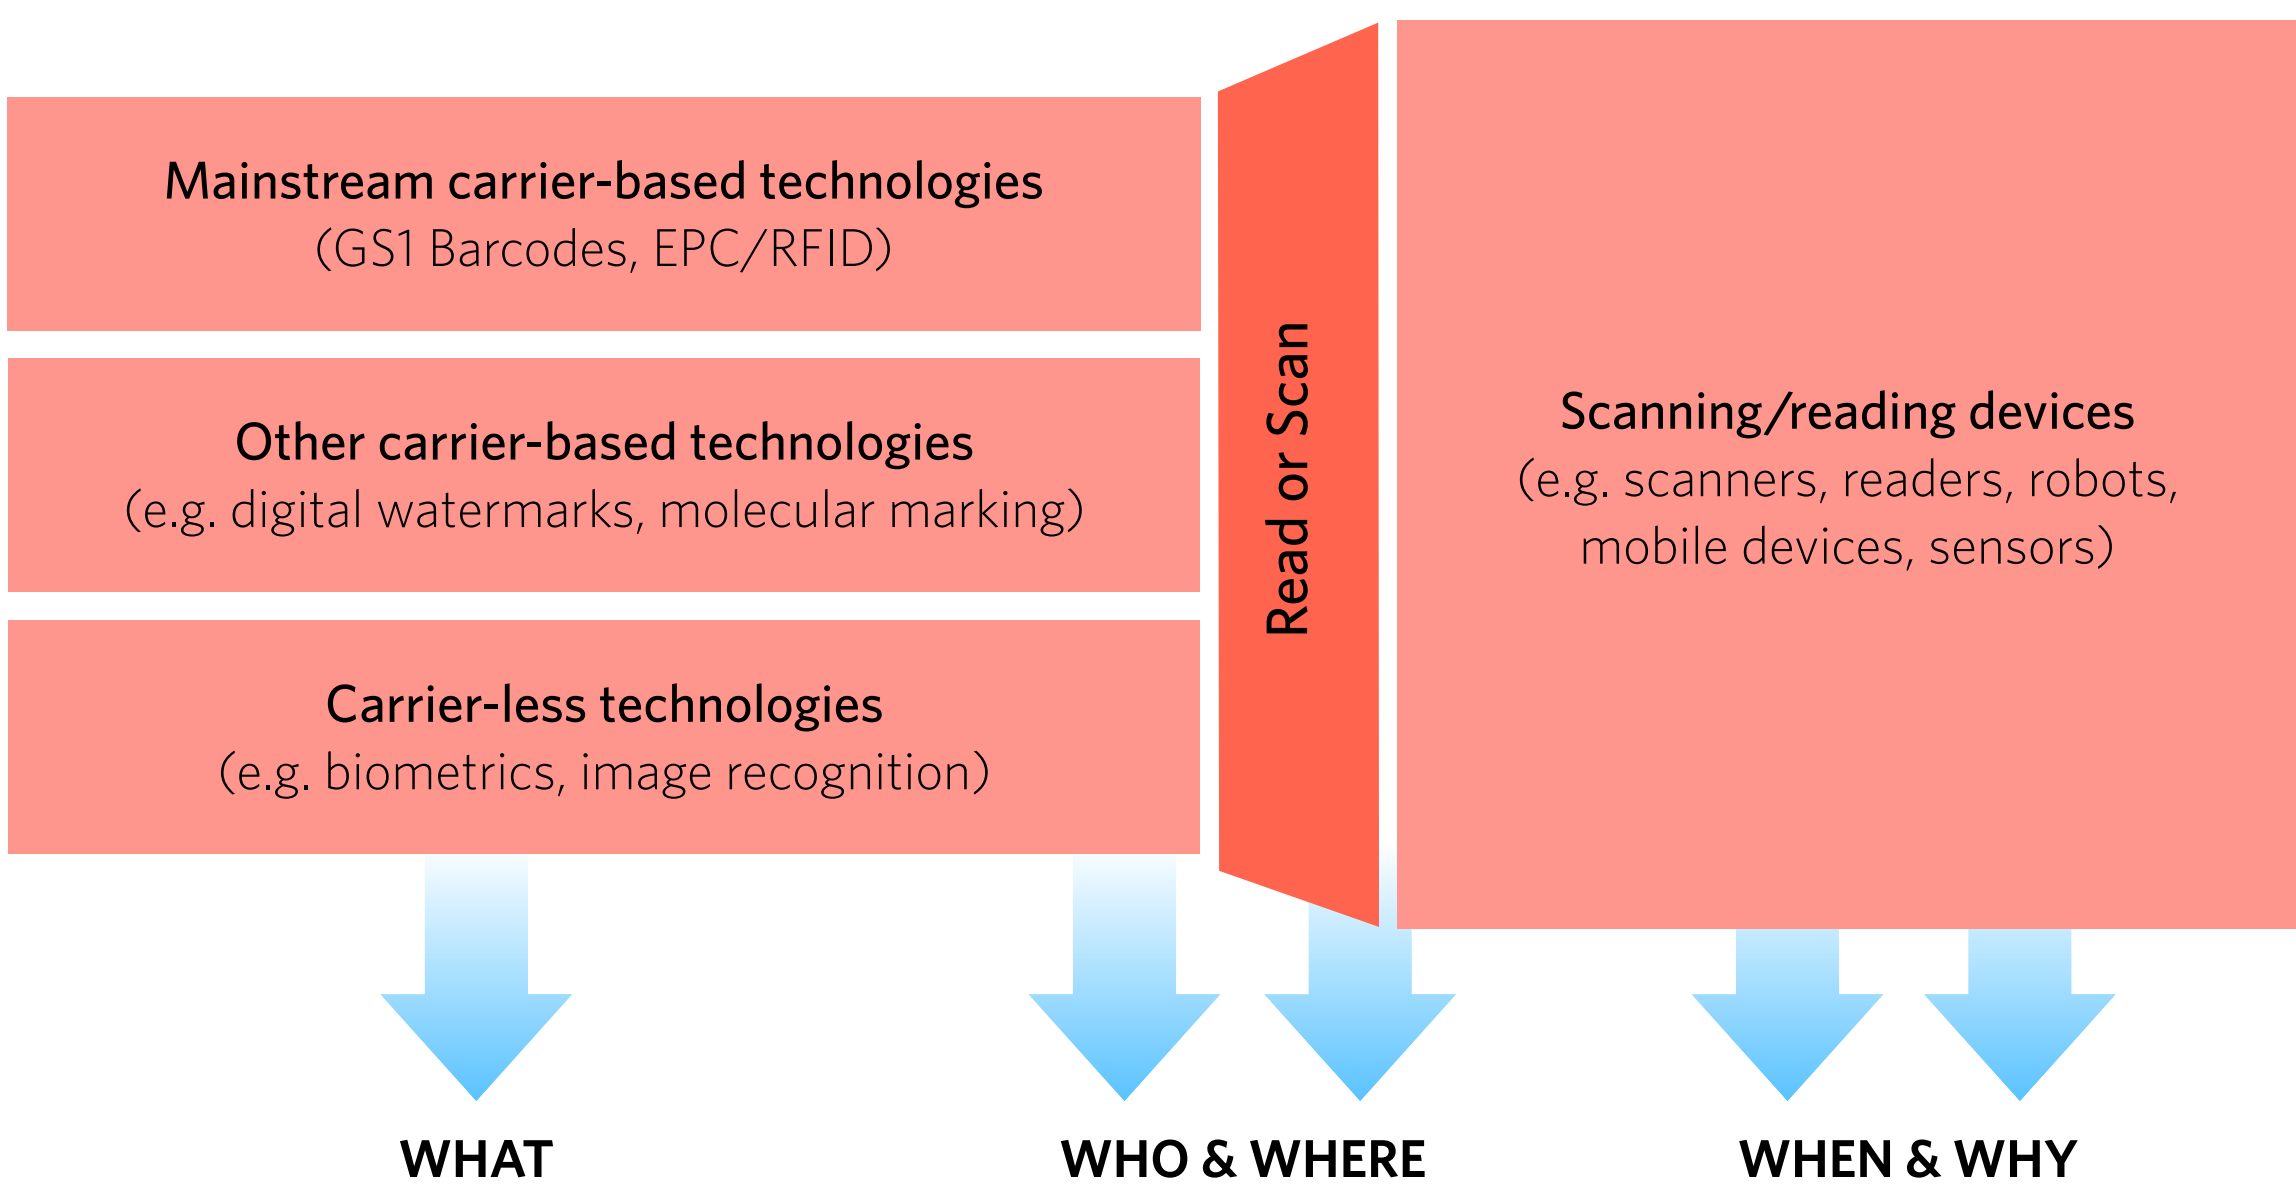 Mainstream carrier-based technologies
(GS1 Barcodes, EPC/RFID)
Other carrier-based technologies
(e.g. digital watermarks, molecular marking)
Carrier-less technologies
(e.g. biometrics, image recognition)
Read or Scan
Scanning/reading devices
(e.g. scanners, readers, robots,
mobile devices, sensors)
WHAT
WHO & WHERE
WHEN & WHY